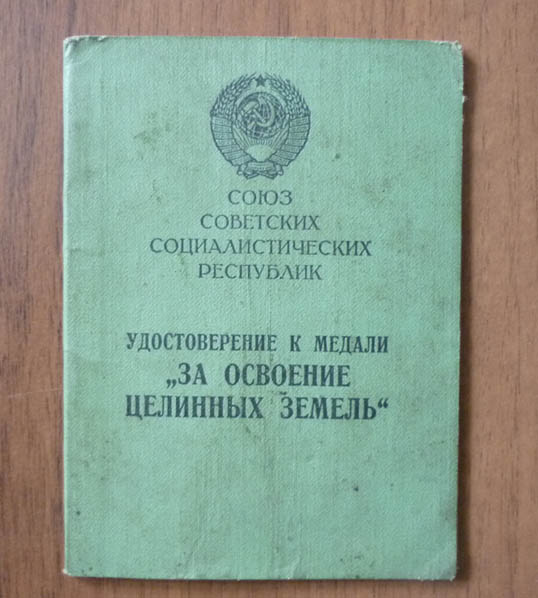 СОЮЗ
СОВЕТСКИХ
СОЦИАЛИСТИЧЕСКИХ
РЕСПУБЛИК
УДОСТОВЕРЕНИЕ К МЕДАЛИ
„ЗА ОСВОЕНИЕ
ЦЕЛИННЫХ ЗЕМЕЛЬ“